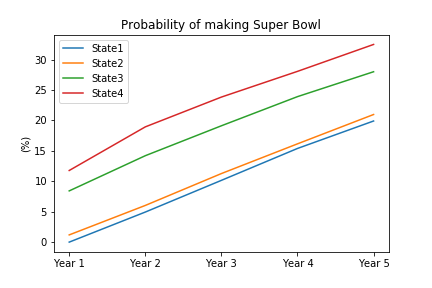 Probability of making Super Bowl
State1
State2
State3
State4
(%)
30
25
20
15
10
5
0
Year 1 Year 2 Year 3 Year 4 Year 5